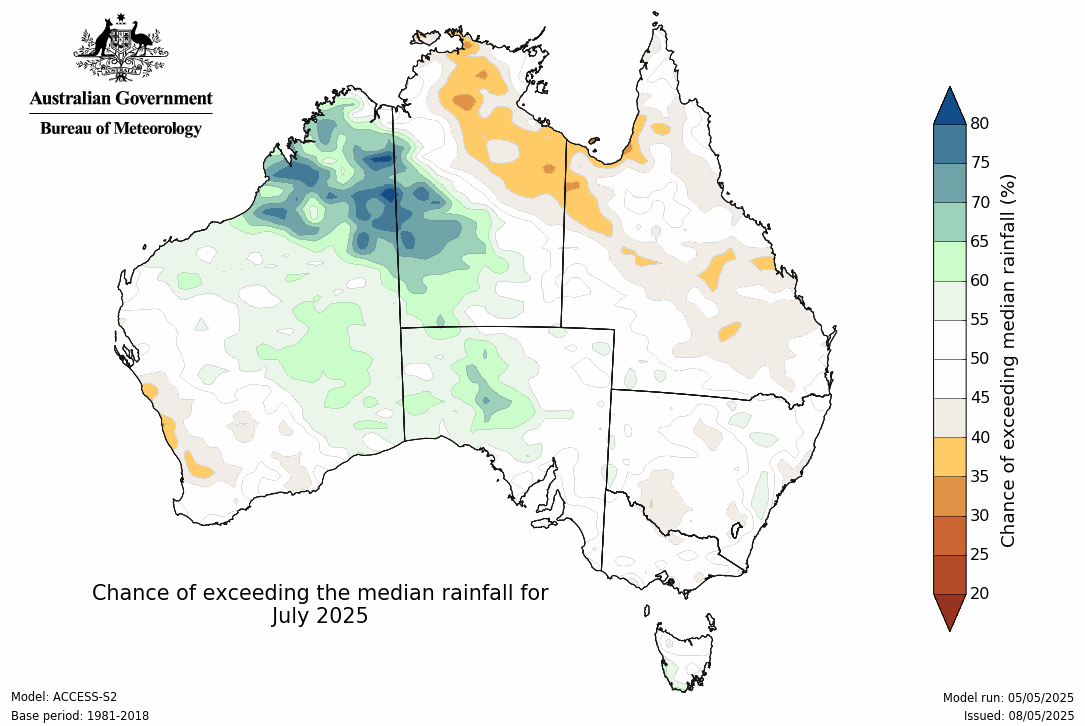 Australian Government
Bureau of Meteorology
80
75
70
65
60
55
50
45
40
35
30
25
20
Chance of exceeding median rainfall (%)
Chance of exceeding the median rainfall for
July 2025
Model: ACCESS-S2
Base period: 1981-2018
Model run: 05/05/2025
Issued: 08/05/2025